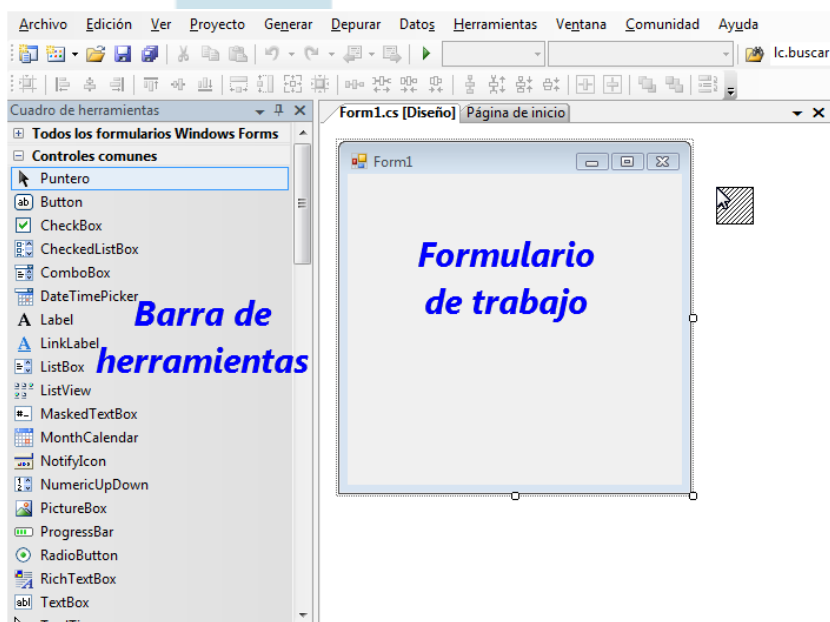 Archivo Edición Ver Proyecto Generar Depurar Datos Herramientas Ventana Comunidad Ayuda
lc.buscar
Cuadro de herramientas
Form1.cs [Diseño] Página de inicio
Todos los formularios Windows Forms
Controles comunes
Puntero
Button
CheckBox
CheckedListBox
ComboBox
DateTimePicker
Label
LinkLabel
ListBox
ListView
MaskedTextBox
MonthCalendar
NotifyIcon
NumericUpDown
PictureBox
ProgressBar
RadioButton
RichTextBox
TextBox
Barra de
herramientas
Form1
Formulario
de trabajo